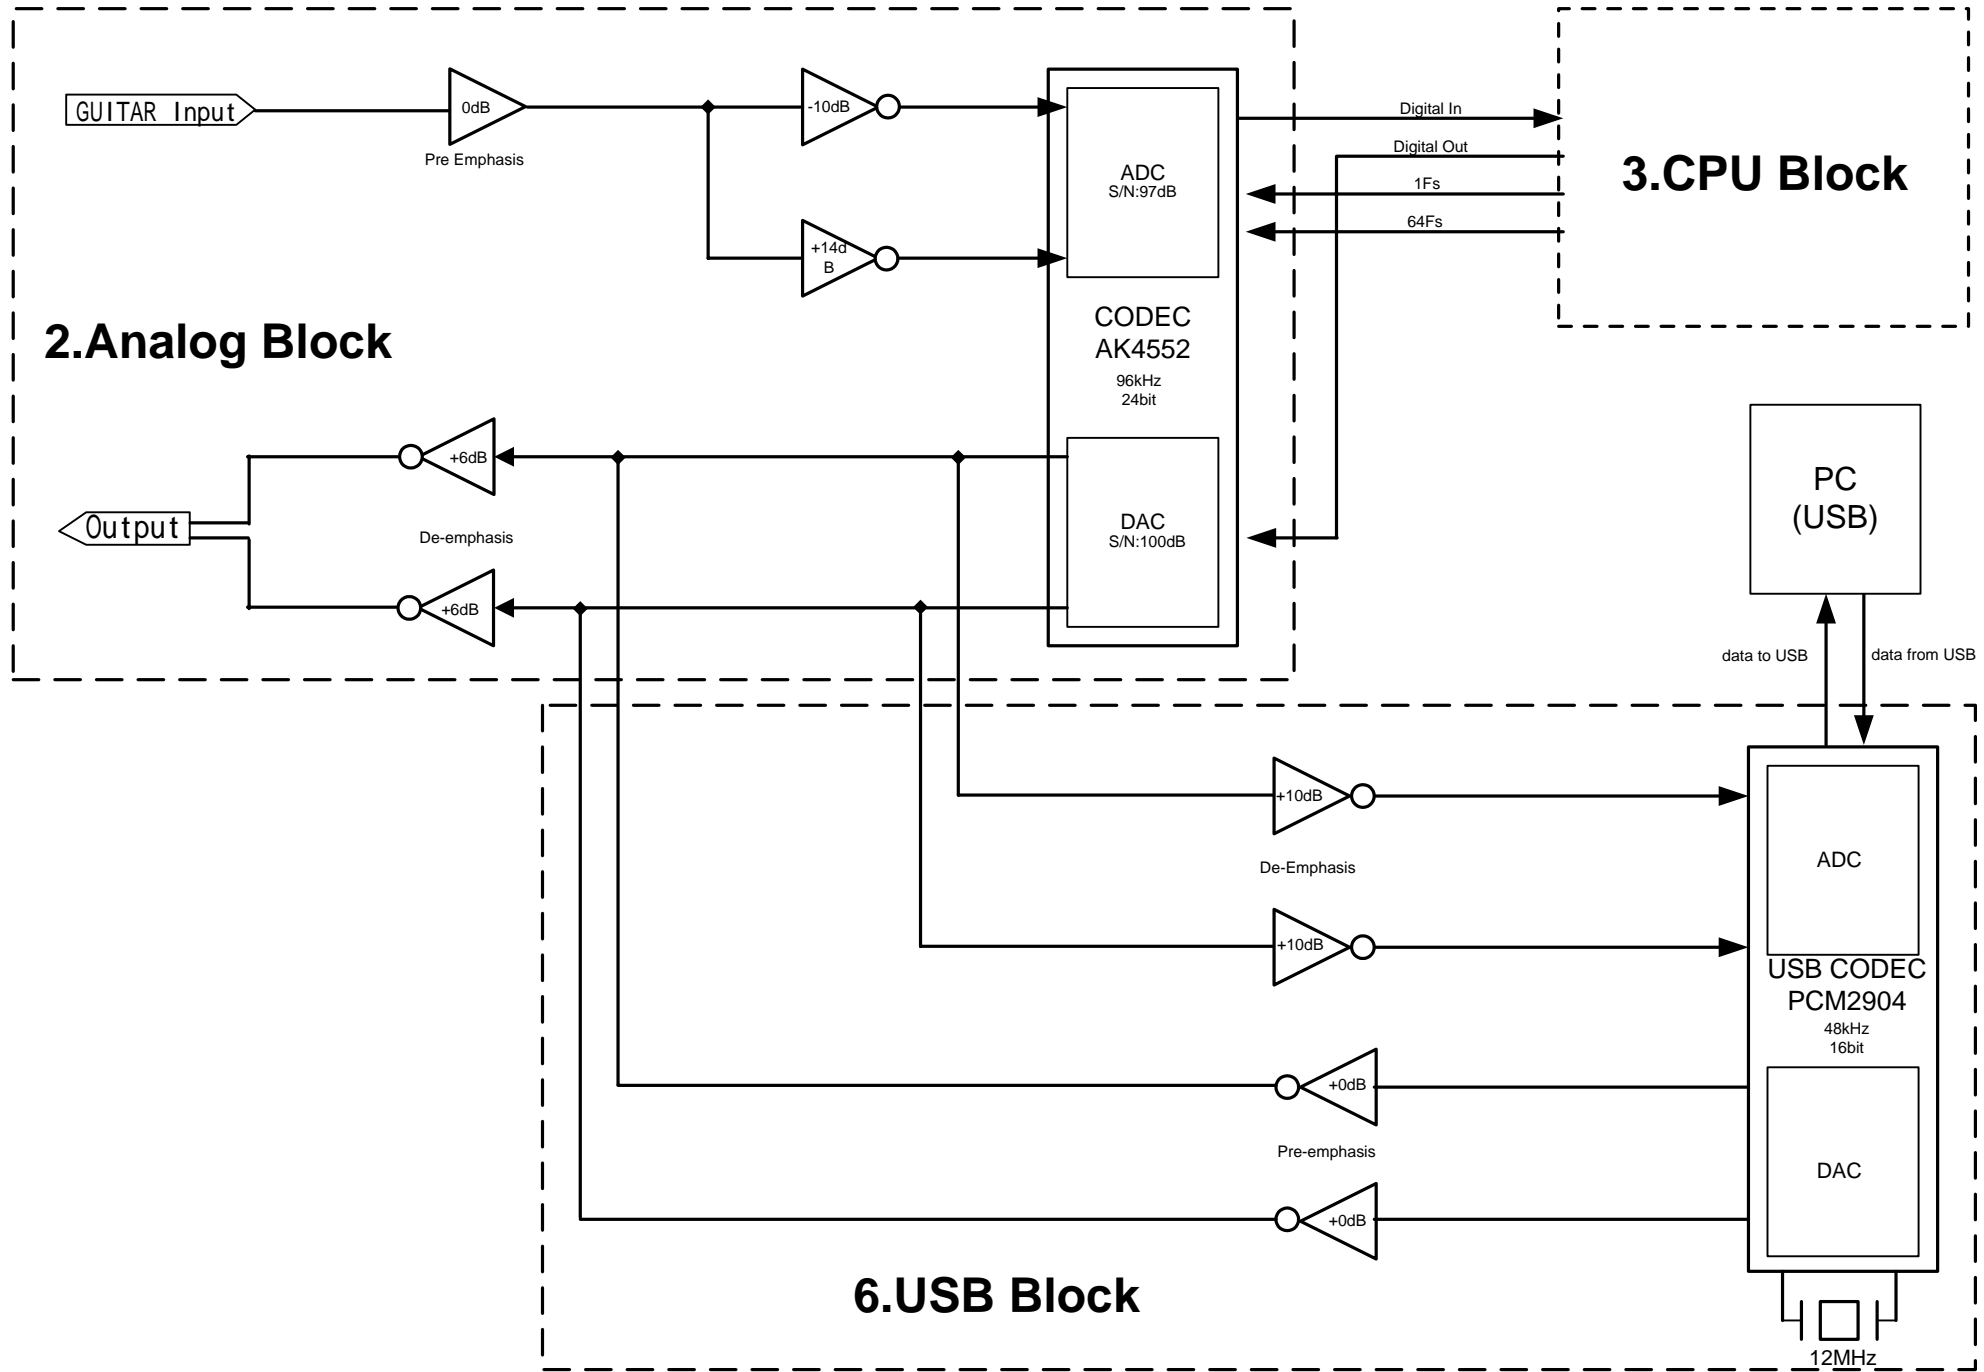 GUITAR Input
0dB
Pre Emphasis
-10dB
+14d
B
ADC
S/N:97dB
CODEC
AK4552
96kHz
24bit
DAC
S/N:100dB
Digital In
Digital Out
1Fs
64Fs
3.CPU Block
2.Analog Block
+6dB
Output
De-emphasis
+6dB
PC
(USB)
data to USB
data from USB
+10dB
De-Emphasis
+10dB
ADC
USB CODEC
PCM2904
48kHz
16bit
DAC
+0dB
Pre-emphasis
+0dB
6.USB Block
12MHz